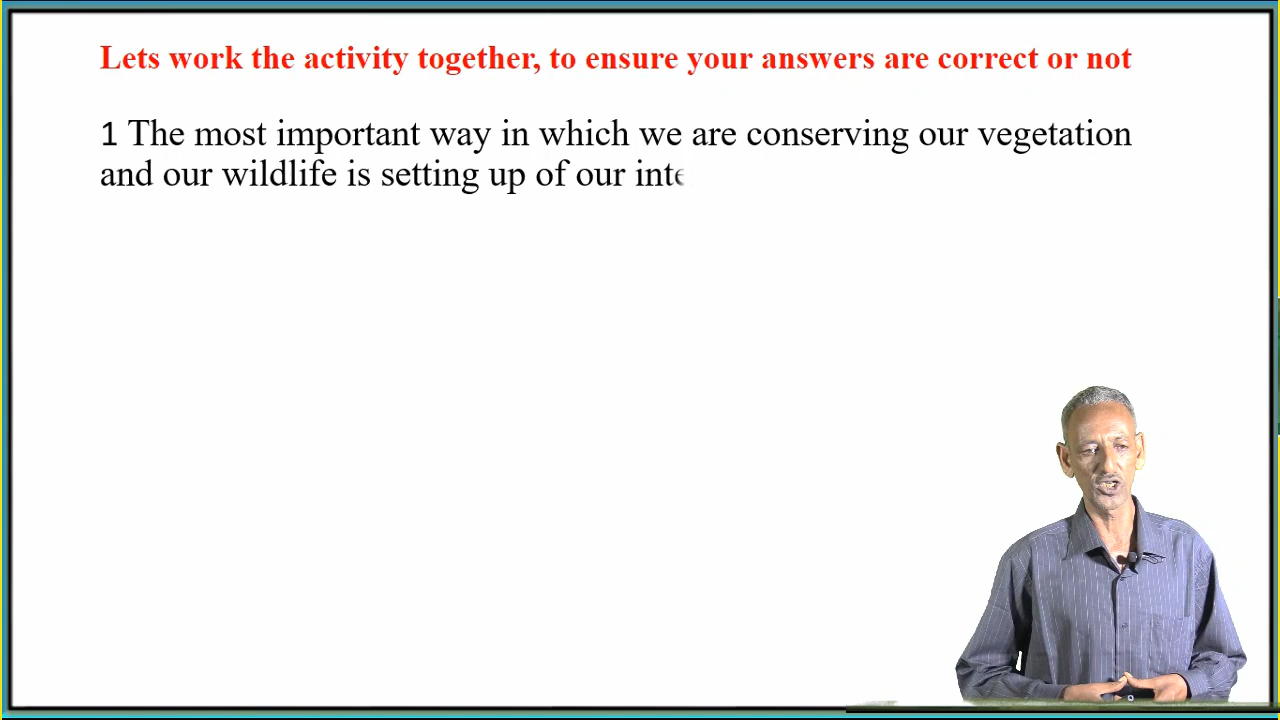 Lets work the activity together, to ensure your answers are correct or not
1 The most important way in which we are conserving our vegetation
and our wildlife is setting up of our inte